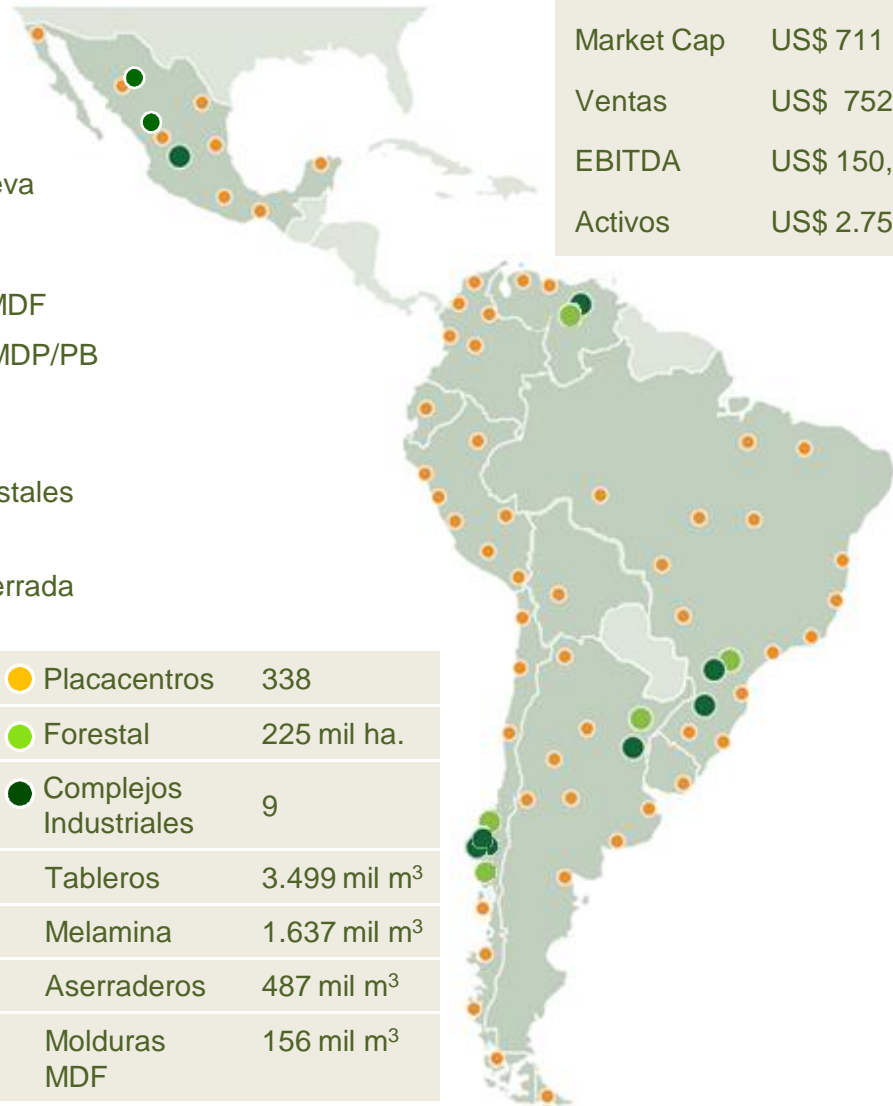 Market Cap US$ 711
Ventas US$ 752
EBITDA US$ 150,
Activos US$ 2.75
eva
MDF
MDP/PB
stales
errada
Placacentros 338
Forestal 225 mil ha.
Complejos
Industriales 9
Tableros 3.499 mil m³
Melamina 1.637 mil m³
Aserraderos 487 mil m³
Molduras 156 mil m³
MDF